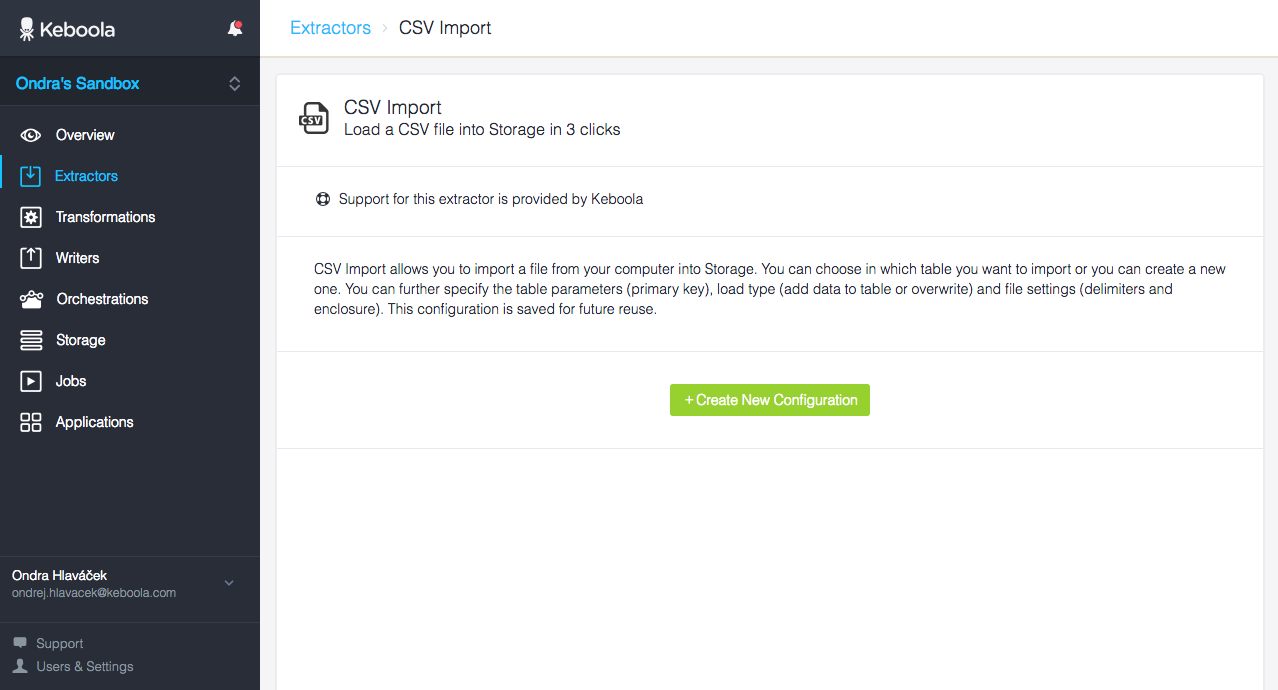 Keboola
Ondra's Sandbox
Overview
Extractors
Transformations
Writers
Orchestrations
Storage
Jobs
Applications
Ondra Hlaváček
ondrej.hlavacek@keboola.com
Support
Users & Settings
Extractors › CSV Import
CSV
CSV Import
Load a CSV file into Storage in 3 clicks
Support for this extractor is provided by Keboola
CSV Import allows you to import a file from your computer into Storage. You can choose in which table you want to import or you can create a new
one. You can further specify the table parameters (primary key), load type (add data to table or overwrite) and file settings (delimiters and
enclosure). This configuration is saved for future reuse.
+ Create New Configuration